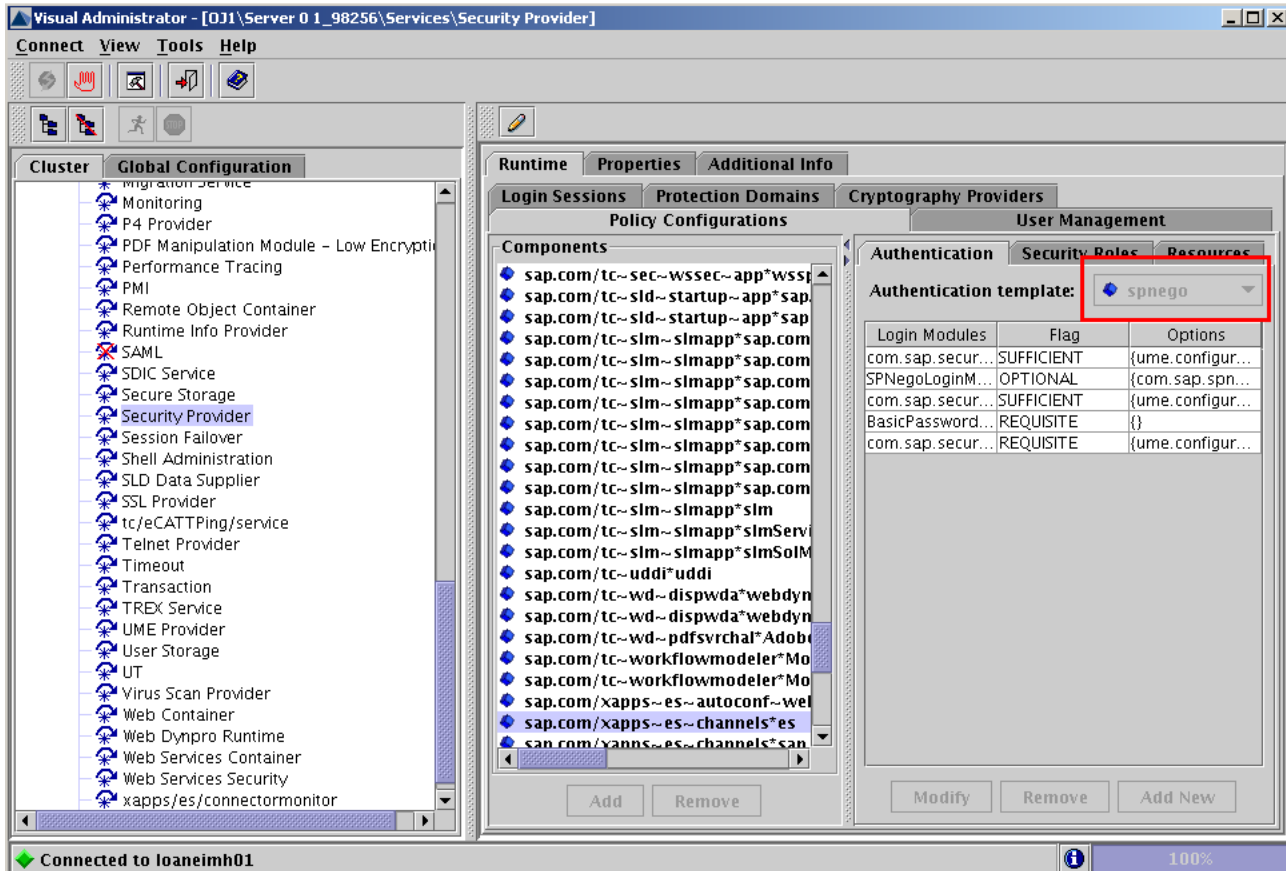 Visual Administrator - [OJ1\Server 0 1_98256\Services\Security Provider]
Connect View Tools Help
STOP
Cluster Global Configuration
Migration Service
Monitoring
P4 Provider
PDF Manipulation Module - Low Encrypti
Performance Tracing
PMI
Remote Object Container
Runtime Info Provider
SAML
SDIC Service
Secure Storage
Security Provider
Session Failover
Shell Administration
SLD Data Supplier
SSL Provider
tc/eCATTPing/service
Telnet Provider
Timeout
Transaction
TREX Service
UME Provider
User Storage
UT
Virus Scan Provider
Web Container
Web Dynpro Runtime
Web Services Container
Web Services Security
xapps/es/connectormonitor
Runtime Properties Additional Info
Login Sessions Protection Domains Cryptography Providers
Policy Configurations User Management
Components
sap.com/tc~sec~wssec~app*wssp
sap.com/tc~sld~startup~app*sap.
sap.com/tc~sld~startup~app*sap
sap.com/tc~slm~slmapp*sap.com
sap.com/tc~slm~slmapp*sap.com
sap.com/tc~slm~slmapp*sap.com
sap.com/tc~slm~slmapp*sap.com
sap.com/tc~slm~slmapp*sap.com
sap.com/tc~slm~slmapp*sap.com
sap.com/tc~slm~slmapp*sap.com
sap.com/tc~slm~slmapp*sap.com
sap.com/tc~slm~slmapp*slm
sap.com/tc~slm~slmapp*slmServi
sap.com/tc~slm~slmapp*slmSolM
sap.com/tc~uddi*uddi
sap.com/tc~wd~dispwda*webdyn
sap.com/tc~wd~dispwda*webdyn
sap.com/tc~wd~pdfsvrchal*Adob
sap.com/tc~workflowmodeler*Mo
sap.com/tc~workflowmodeler*Mo
sap.com/xapps~es~autoconf~wel
sap.com/xapps~es~channels*es
sap.com/xapps~es~channels*sap
Add Remove
Authentication Security Roles Resources
Authentication template: spnego
Login Modules Flag Options
com.sap.secur... SUFFICIENT {ume.configur...
SPNegoLoginM... OPTIONAL {com.sap.spn...
com.sap.secur... SUFFICIENT {ume.configur...
BasicPassword... REQUISITE {}
com.sap.secur... REQUISITE {ume.configur...
Modify Remove Add New
Connected to loaneimh01
100%